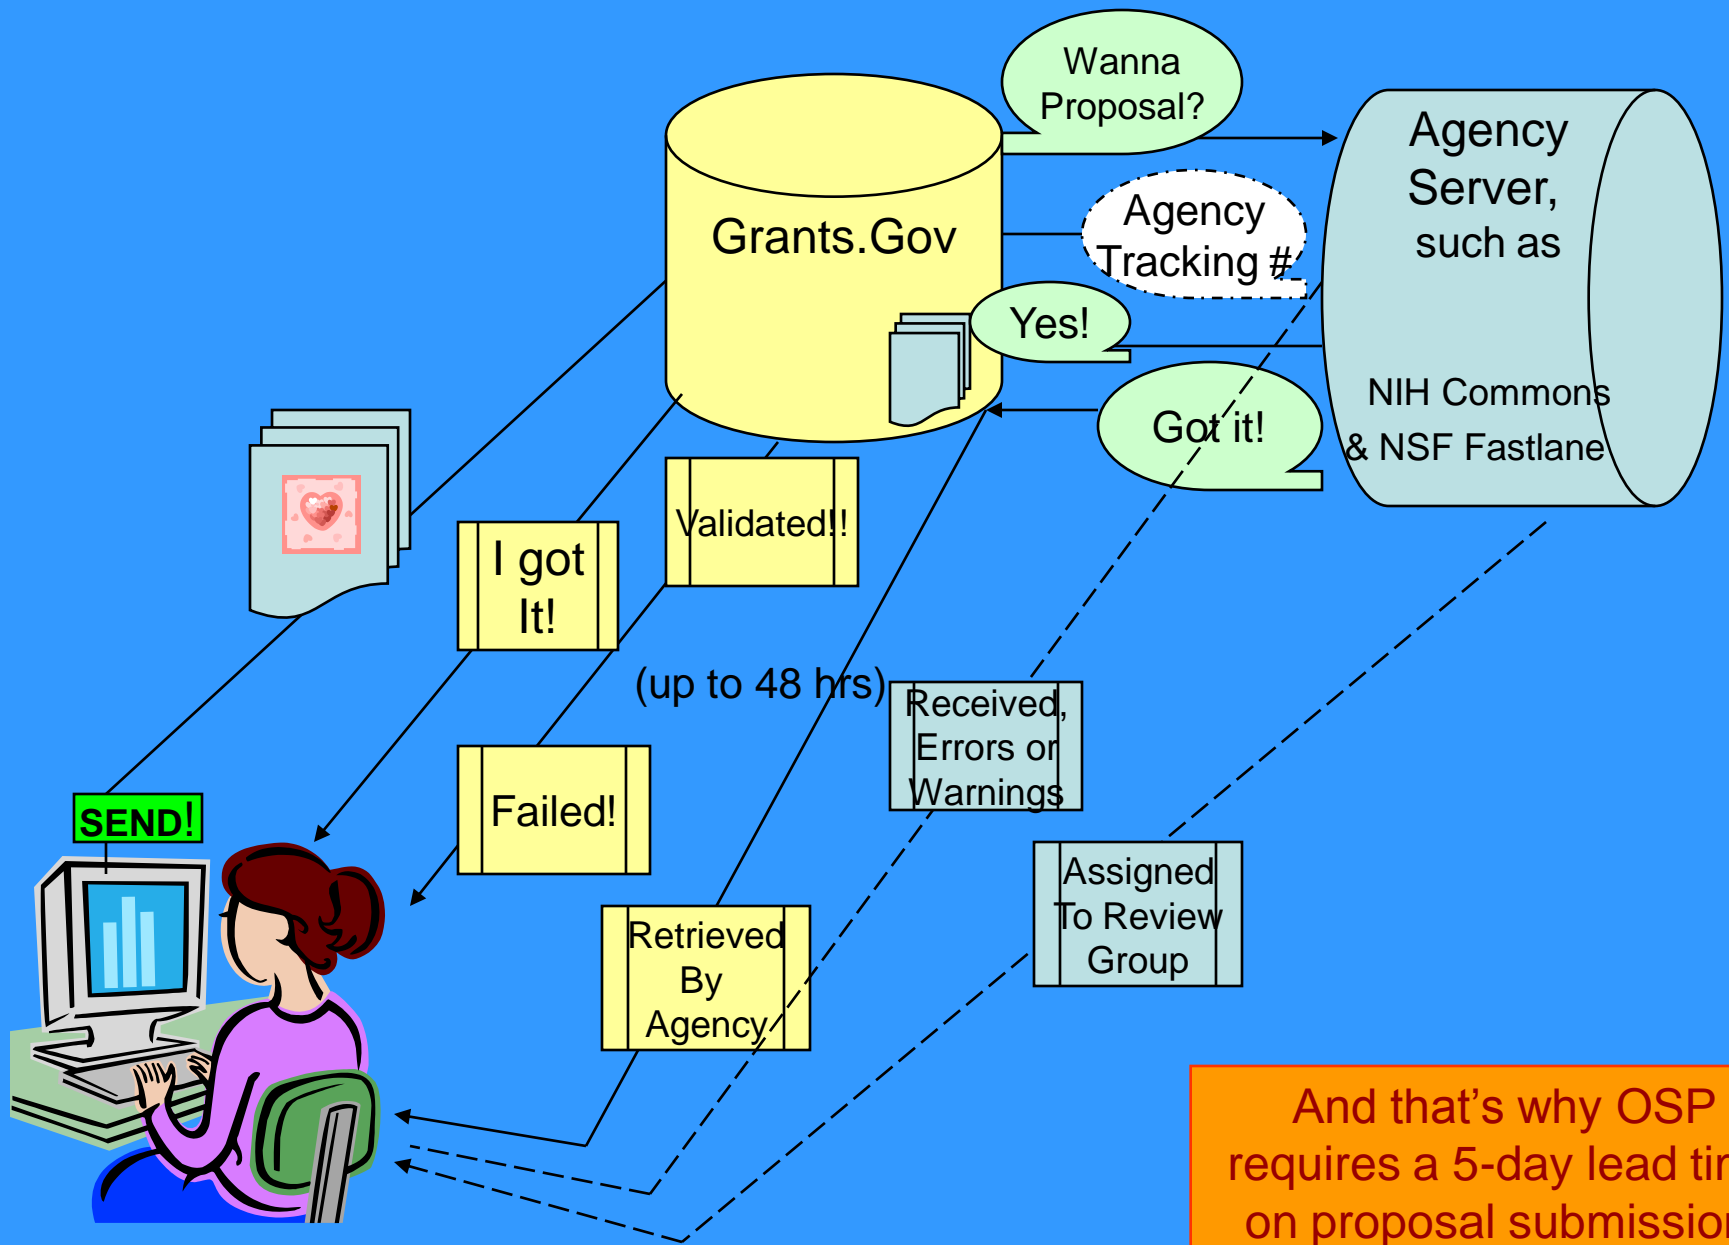 Wanna
Proposal?
Agency
Server,
such as
Agency
Tracking #
Grants.Gov
Yes!
NIH Commons
& NSF Fastlane
Got it!
Validated!!
I got
It!
(up to 48 hrs)
Received,
Errors or
Warnings
SEND!
Failed!
Assigned
To Review
Group
Retrieved
By
Agency
And that's why OSP
requires a 5-day lead
on proposal